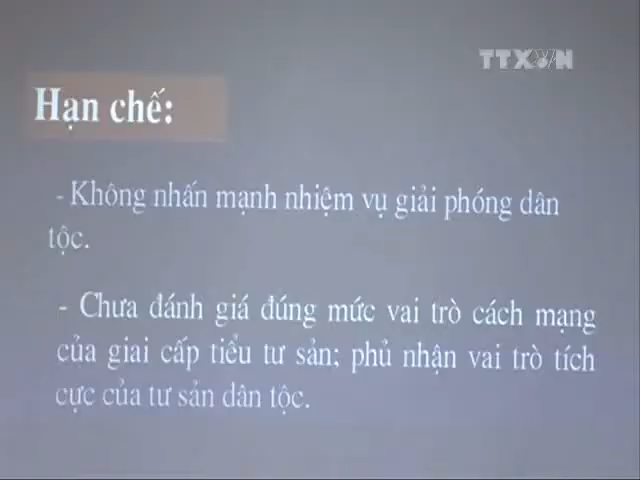 TTXVN
Hạn chế:
- Không nhấn mạnh nhiệm vụ giải phóng dân
tộc.
- Chưa đánh giá đúng mức vai trò cách mạng
của giai cấp tiểu tư sản; phủ nhận vai trò tích
cực của tư sản dân tộc.